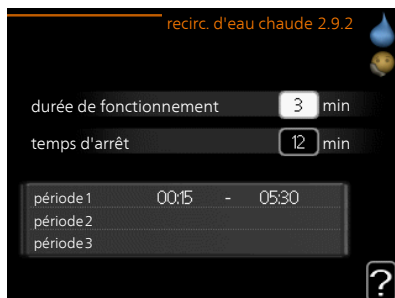 recirc. d'eau chaude 2.9.2
durée de fonctionnement 3 min
temps d'arrêt 12 min
période 1 00:15 - 05:30
période 2
période 3
?